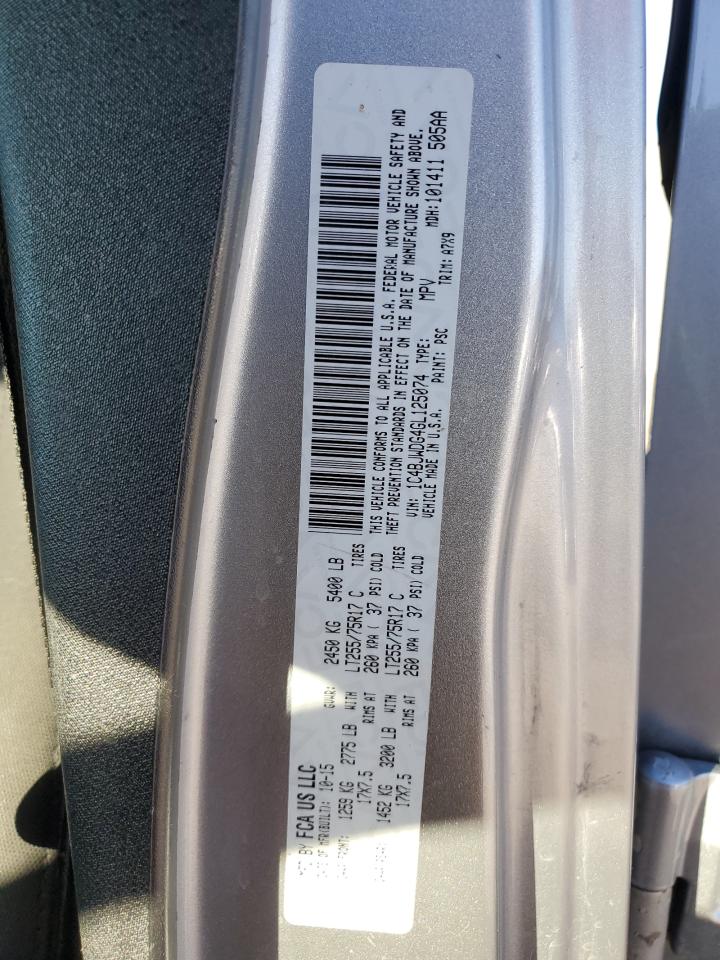 MFD BY FCA US LLC
DATE OF MFR(BUILT): 10-15 GVWR: 2450 KG 5400 LB
FRONT: 1259 KG 2775 LB WITH LT255/75R17 C TIRES
17X7.5 RIMS AT 260 KPA ( 37 PSI) COLD
1452 KG 3200 LB WITH LT255/75R17 C TIRES
17X7.5 RIMS AT 260 KPA ( 37 PSI) COLD
THIS VEHICLE CONFORMS TO ALL APPLICABLE U.S.A. FEDERAL MOTOR VEHICLE SAFETY AND
THEFT PREVENTION STANDARDS IN EFFECT ON THE DATE OF MANUFACTURE SHOWN ABOVE.
VIN: 1C4BJWDG4GL125074 TYPE: MPV MDH:101411 505AA
VEHICLE MADE IN U.S.A. PAINT: PSC TRIM: A7X9